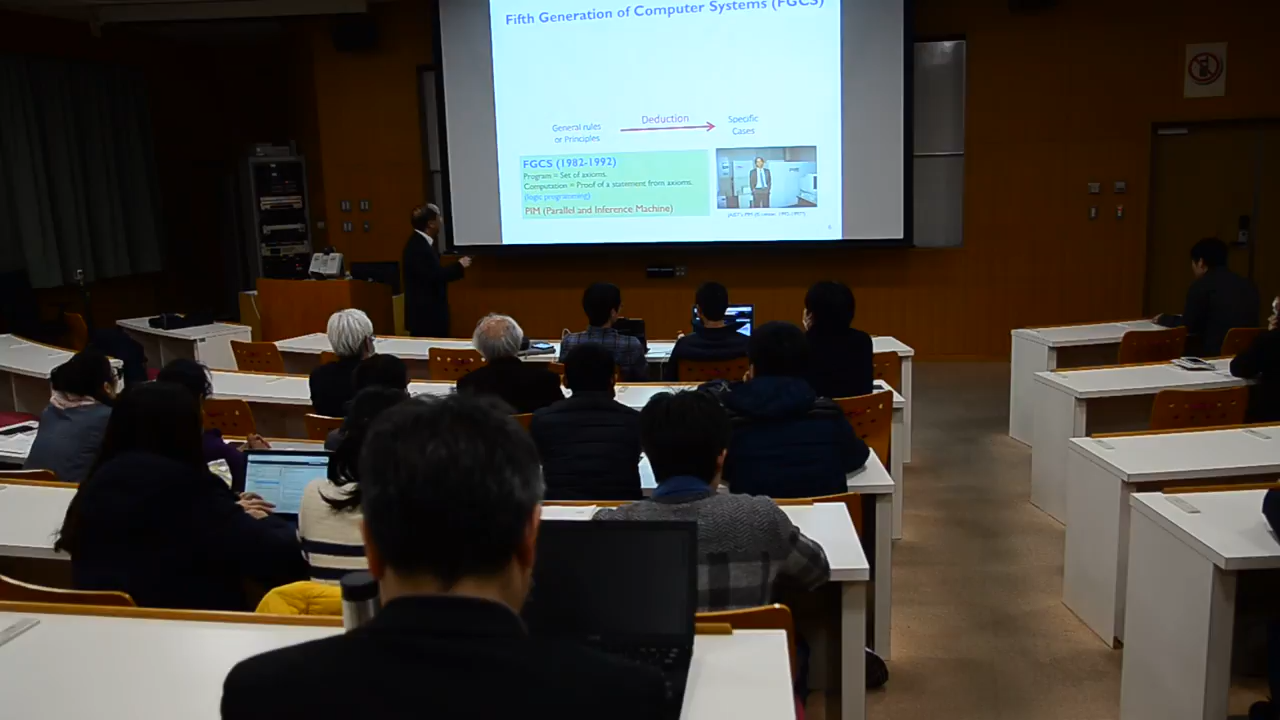 Fifth Generation of Computer Systems (FGCS)
Deduction
General rules
or Principles
Specific
Cases
FGCS (1982-1992)
Program = Set of axioms.
Computation = Proof of a statement from axioms.
(logic programming)
PIM (Parallel and Inference Machine)